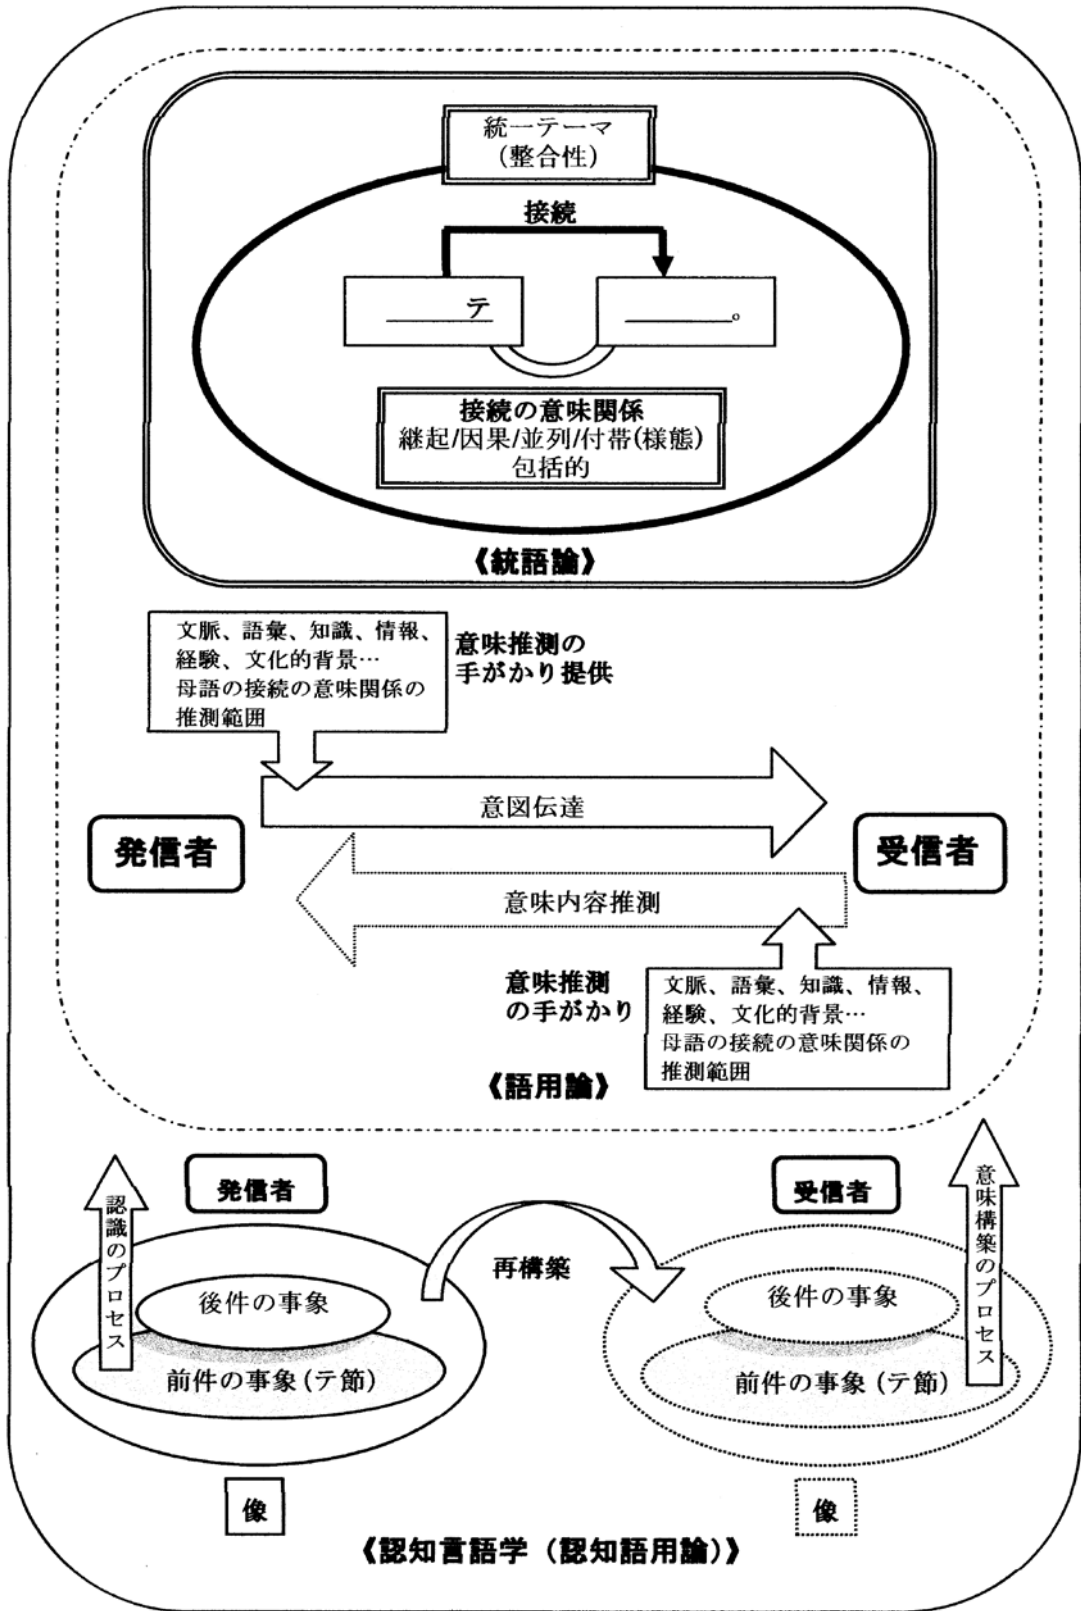 統一テーマ
(整合性)
接続
テ
。
接続の意味関係
継起/因果/並列/付帯(様態)
包括的
《統語論》
文脈、語彙、知識、情報、
経験、文化的背景…
母語の接続の意味関係の
推測範囲
意味推測の
手がかり提供
意図伝達
発信者
受信者
意味内容推測
意味推測
の手がかり
文脈、語彙、知識、情報、
経験、文化的背景…
母語の接続の意味関係の
推測範囲
《語用論》
発信者
受信者
認識のプロセス
意味構築のプロセス
再構築
後件の事象
前件の事象(テ節)
後件の事象
前件の事象(テ節)
像
像
《認知言語学(認知語用論)》